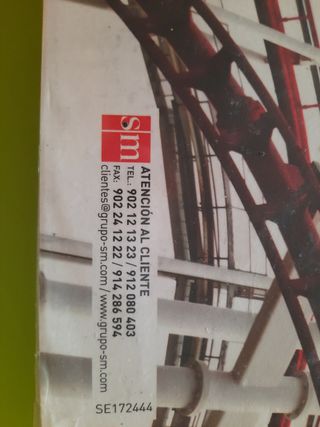 sm
ATENCIÓN AL CLIENTE
TEL.: 902 12 13 23 / 912 080 403
FAX: 902 24 12 22 / 914 286 594
clientes@grupo-sm.com / www.grupo-sm.com
SE172444